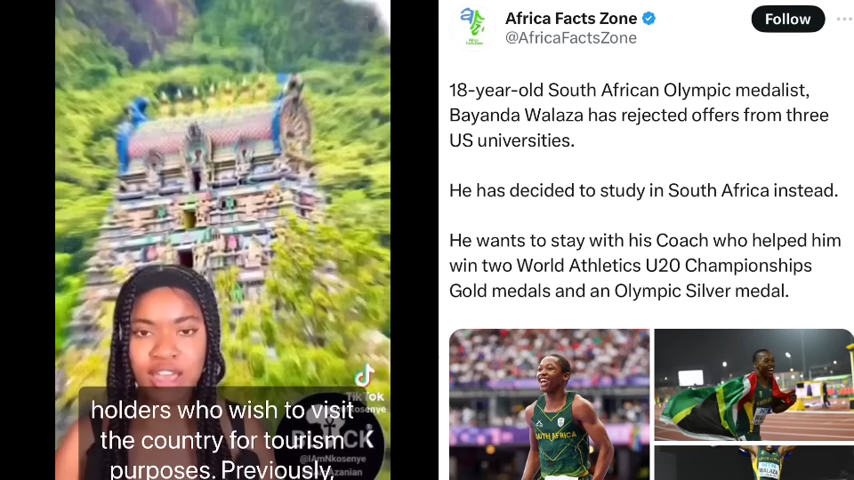 holders who wish to visit
the country for tourism
purposes. Previously,
TikTok
@IAmNkosenye
Africa Facts Zone
@AfricaFactsZone
Follow
18-year-old South African Olympic medalist,
Bayanda Walaza has rejected offers from three
US universities.
He has decided to study in South Africa instead.
He wants to stay with his Coach who helped him
win two World Athletics U20 Championships
Gold medals and an Olympic Silver medal.
SOUTH AFRICA
WALAZA